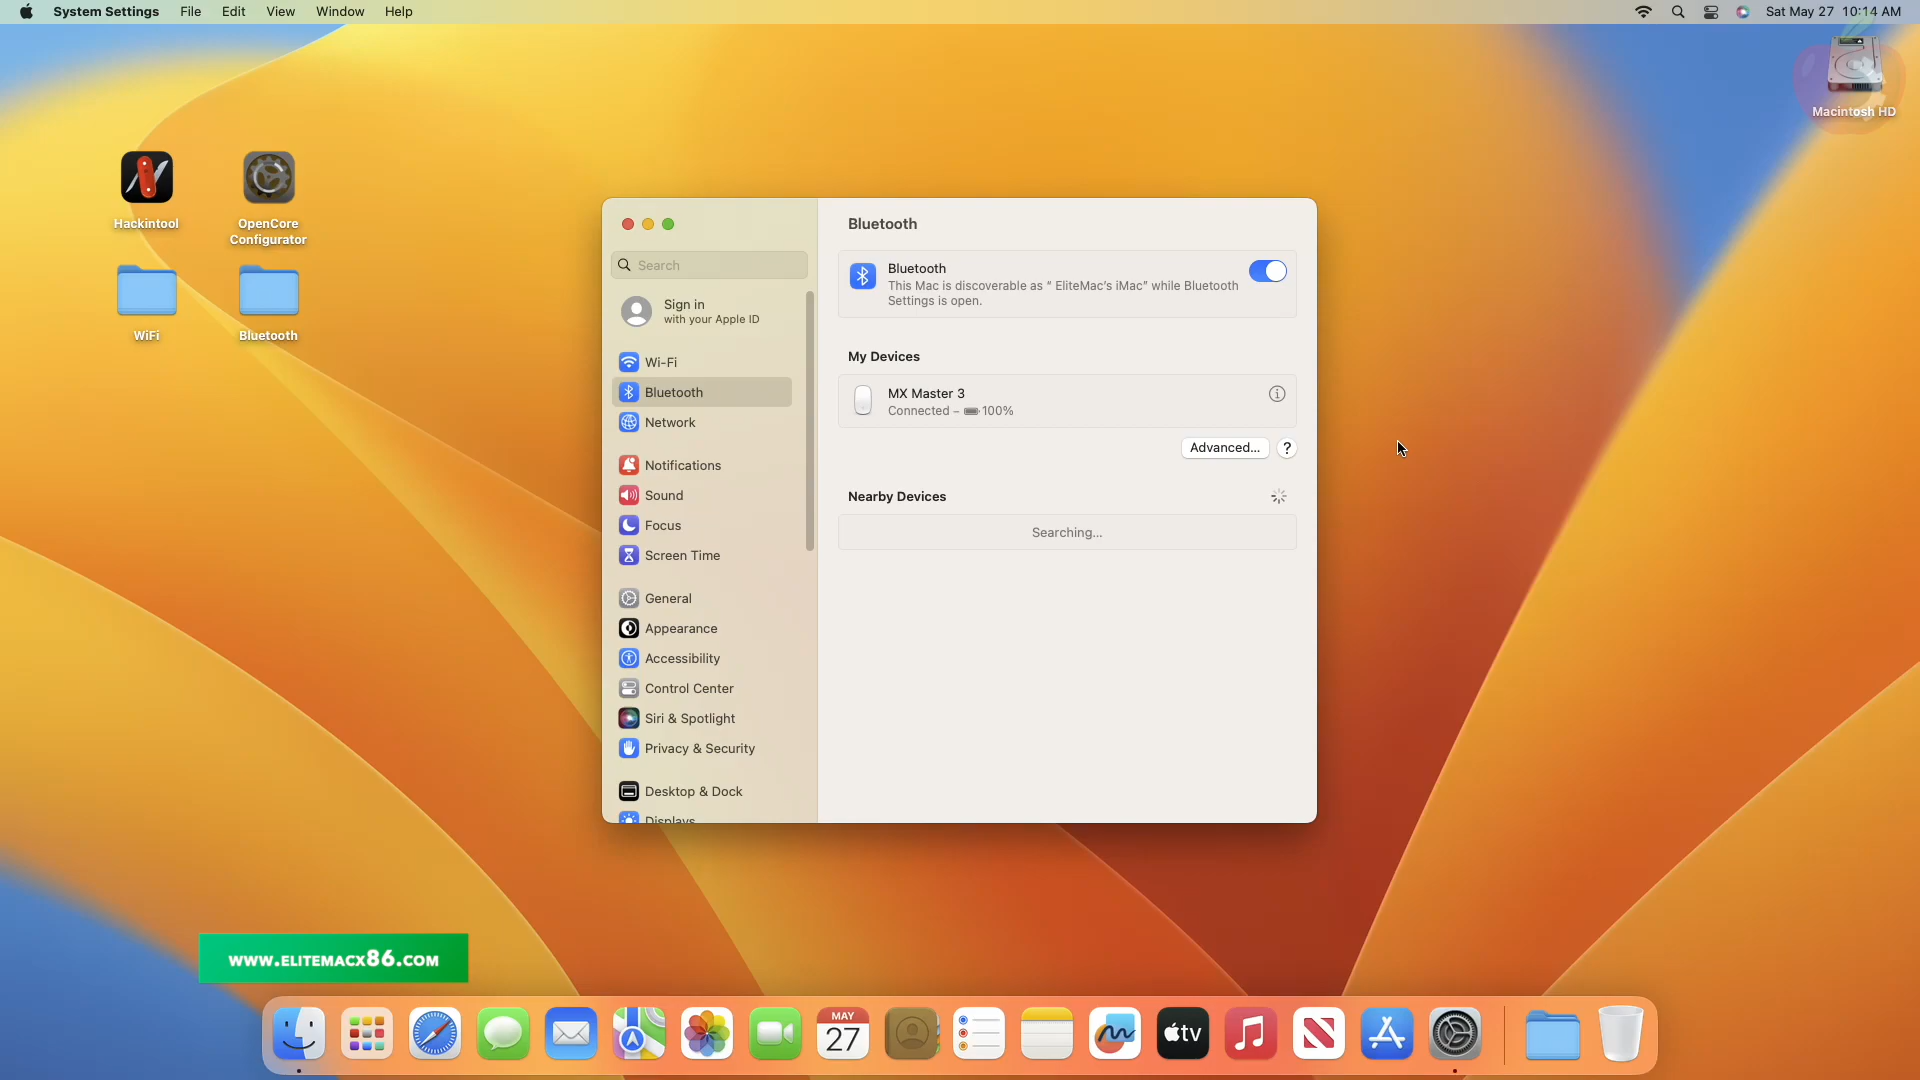 System Settings File Edit View Window Help
Sat May 27 10:14 AM
Macintosh HD
Hackintool
OpenCore
Configurator
WiFi
Bluetooth
Search
Sign in
with your Apple ID
Wi-Fi
Bluetooth
Network
Notifications
Sound
Focus
Screen Time
General
Appearance
Accessibility
Control Center
Siri & Spotlight
Privacy & Security
Desktop & Dock
Displays
Bluetooth
Bluetooth
This Mac is discoverable as “ EliteMac’s iMac” while Bluetooth
Settings is open.
My Devices
MX Master 3
Connected – 100%
Advanced... ?
Nearby Devices
Searching...
WWW.ELITEMACX86.COM
MAY
27
tv